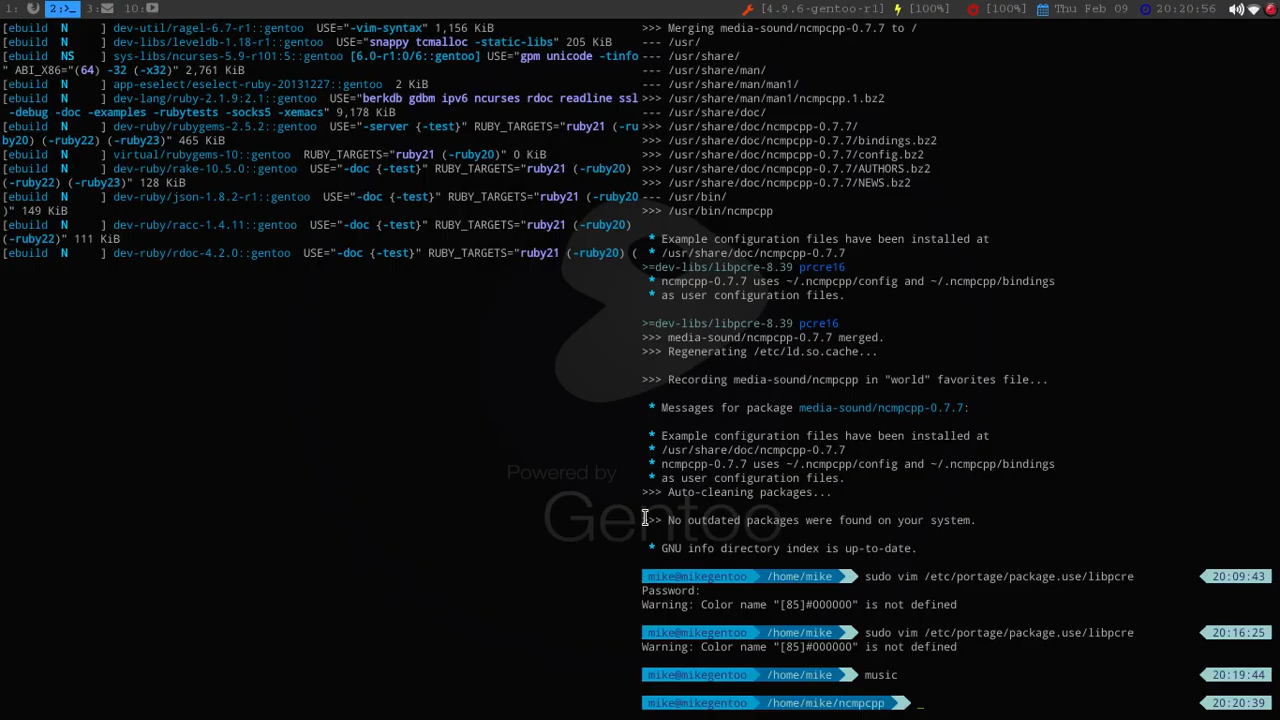 1: 2: 3: 10: [4.9.6-gentoo-r1] [100%] [100%] Thu Feb 09 20:20:56
[ebuild  N     ] dev-util/ragel-6.7-r1::gentoo  USE="-vim-syntax" 1,156 KiB
[ebuild  N     ] dev-libs/leveldb-1.18-r1::gentoo  USE="snappy tcmalloc -static-libs" 205 KiB
[ebuild  NS    ] sys-libs/ncurses-5.9-r101:5::gentoo [6.0-r1:0/6::gentoo] USE="gpm unicode -tinfo
" ABI_X86="(64) -32 (-x32)" 2,761 KiB
[ebuild  N     ] app-eselect/eselect-ruby-20131227::gentoo  2 KiB
[ebuild  N     ] dev-lang/ruby-2.1.9:2.1::gentoo  USE="berkdb gdbm ipv6 ncurses rdoc readline ssl
-debug -doc -examples -rubytests -socks5 -xemacs" 9,178 KiB
[ebuild  N     ] dev-ruby/rubygems-2.5.2::gentoo  USE="-server {-test}" RUBY_TARGETS="ruby21 (-ru
by20) (-ruby22) (-ruby23)" 465 KiB
[ebuild  N     ] virtual/rubygems-10::gentoo  RUBY_TARGETS="ruby21 (-ruby20)" 0 KiB
[ebuild  N     ] dev-ruby/rake-10.5.0::gentoo  USE="-doc {-test}" RUBY_TARGETS="ruby21 (-ruby20)
(-ruby22) (-ruby23)" 128 KiB
[ebuild  N     ] dev-ruby/json-1.8.2-r1::gentoo  USE="-doc {-test}" RUBY_TARGETS="ruby21 (-ruby20
)" 149 KiB
[ebuild  N     ] dev-ruby/racc-1.4.11::gentoo  USE="-doc {-test}" RUBY_TARGETS="ruby21 (-ruby20)
(-ruby22)" 111 KiB
[ebuild  N     ] dev-ruby/rdoc-4.2.0::gentoo  USE="-doc {-test}" RUBY_TARGETS="ruby21 (-ruby20) (
>>> Merging media-sound/ncmpcpp-0.7.7 to /
--- /usr/
--- /usr/share/
--- /usr/share/man/
--- /usr/share/man/man1/
>>> /usr/share/man/man1/ncmpcpp.1.bz2
--- /usr/share/doc/
>>> /usr/share/doc/ncmpcpp-0.7.7/
>>> /usr/share/doc/ncmpcpp-0.7.7/bindings.bz2
>>> /usr/share/doc/ncmpcpp-0.7.7/config.bz2
>>> /usr/share/doc/ncmpcpp-0.7.7/AUTHORS.bz2
>>> /usr/share/doc/ncmpcpp-0.7.7/NEWS.bz2
--- /usr/bin/
>>> /usr/bin/ncmpcpp
* Example configuration files have been installed at
* /usr/share/doc/ncmpcpp-0.7.7
>=dev-libs/libpcre-8.39 prcre16
* ncmpcpp-0.7.7 uses ~/.ncmpcpp/config and ~/.ncmpcpp/bindings
* as user configuration files.
>=dev-libs/libpcre-8.39 pcre16
>>> media-sound/ncmpcpp-0.7.7 merged.
>>> Regenerating /etc/ld.so.cache...
>>> Recording media-sound/ncmpcpp in "world" favorites file...
* Messages for package media-sound/ncmpcpp-0.7.7:
* Example configuration files have been installed at
* /usr/share/doc/ncmpcpp-0.7.7
* ncmpcpp-0.7.7 uses ~/.ncmpcpp/config and ~/.ncmpcpp/bindings
* as user configuration files.
>>> Auto-cleaning packages...
>>> No outdated packages were found on your system.
* GNU info directory index is up-to-date.
mike@mikegentoo /home/mike sudo vim /etc/portage/package.use/libpcre 20:09:43
Password:
Warning: Color name "[85]#000000" is not defined
mike@mikegentoo /home/mike sudo vim /etc/portage/package.use/libpcre 20:16:25
Warning: Color name "[85]#000000" is not defined
mike@mikegentoo /home/mike music 20:19:44
mike@mikegentoo /home/mike/ncmpcpp _ 20:20:39
Powered by
Gentoo